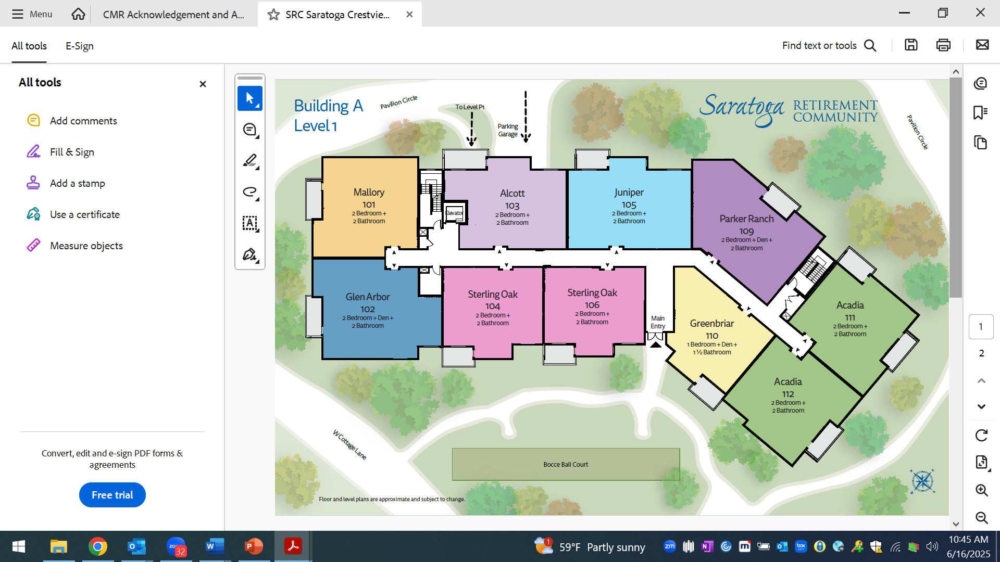 Menu
CMR Acknowledgement and A...
SRC Saratoga Crestvie...
All tools
E-Sign
Find text or tools
All tools
Add comments
Fill & Sign
Add a stamp
Use a certificate
Measure objects
Convert, edit and e-sign PDF forms &
agreements
Free trial
Building A
Level 1
Pavilion Circle
To Level P1
Parking
Garage
Saratoga RETIREMENT
COMMUNITY
Pavilion Circle
Mallory
101
2 Bedroom +
2 Bathroom
Elevator
Alcott
103
2 Bedroom +
2 Bathroom
Juniper
105
2 Bedroom +
2 Bathroom
Parker Ranch
109
2 Bedroom + Den +
2 Bathroom
Glen Arbor
102
2 Bedroom + Den +
2 Bathroom
Sterling Oak
104
2 Bedroom +
2 Bathroom
Sterling Oak
106
2 Bedroom +
2 Bathroom
Main
Entry
Greenbriar
110
1 Bedroom + Den +
1 ½ Bathroom
Acadia
111
2 Bedroom +
2 Bathroom
Acadia
112
2 Bedroom +
2 Bathroom
W Cottage Lane
Bocce Ball Court
Floor and level plans are approximate and subject to change.
N
E
S
W
1
2
59°F Partly sunny
1
32
10:45 AM
6/16/2025